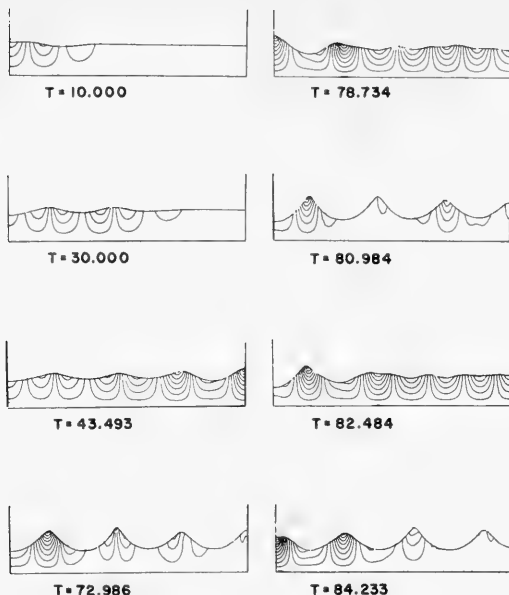 T = 10.000
T = 78.734
T = 30.000
T = 80.984
T = 43.493
T = 82.484
T = 72.986
T = 84.233